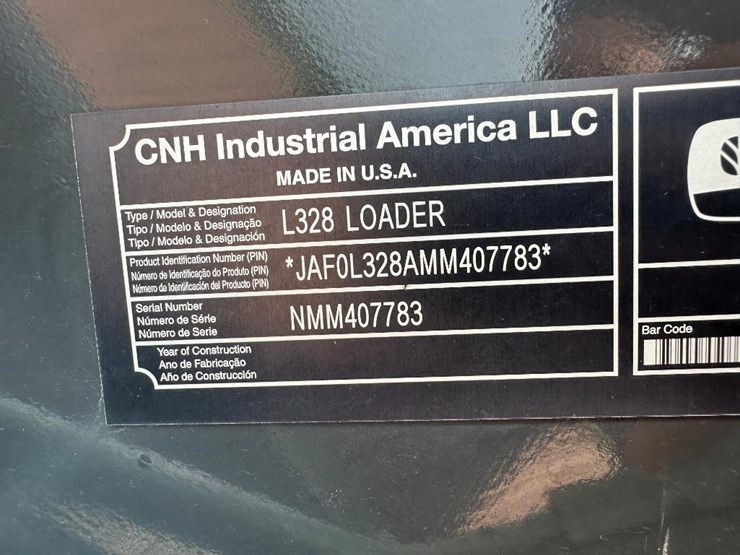 CNH Industrial America LLC
MADE IN U.S.A.
Type / Model & Designation
Tipo / Modelo & Designação
Tipo / Modelo & Designación
L328 LOADER
Product Identification Number (PIN)
Número de Identificação do Produto (PIN)
Número de Identificación del Producto (PIN)
*JAF0L328AMM407783*
Serial Number
Número de Série
Número de Serie
NMM407783
Year of Construction
Ano de Fabricação
Año de Construcción
Bar Code